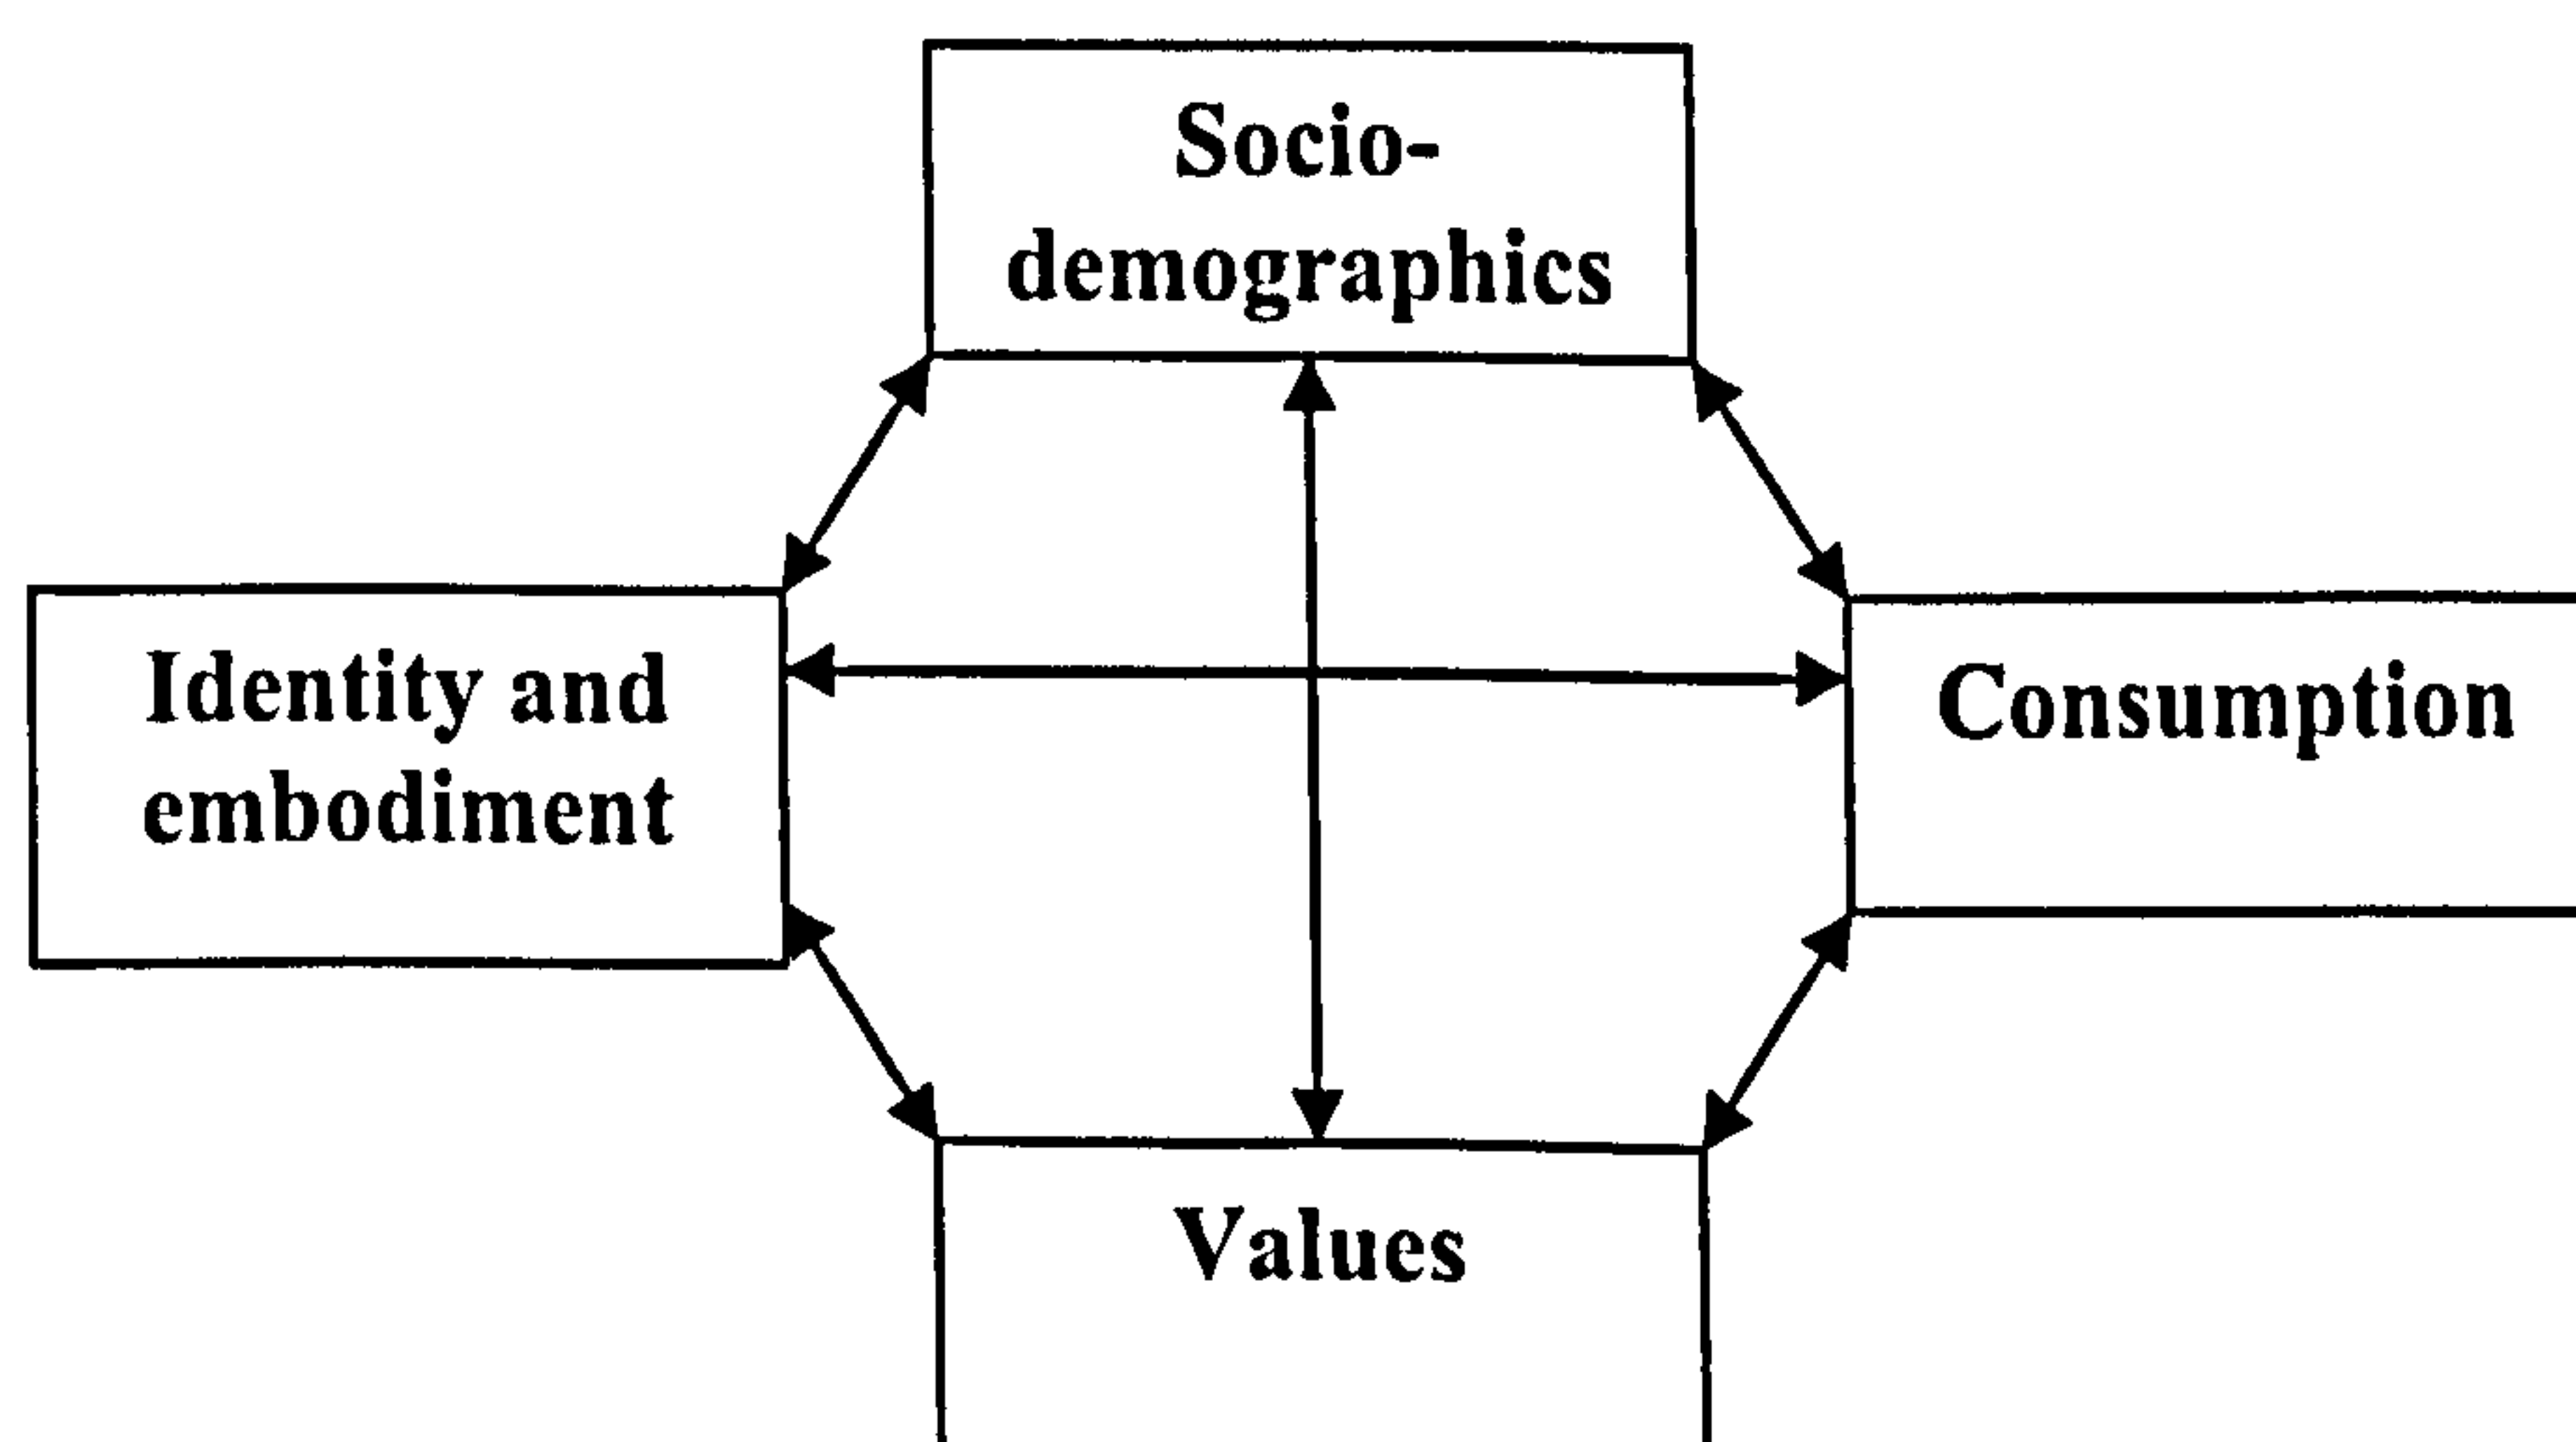 Socio-
demographics
Identity and
embodiment
Consumption
Values